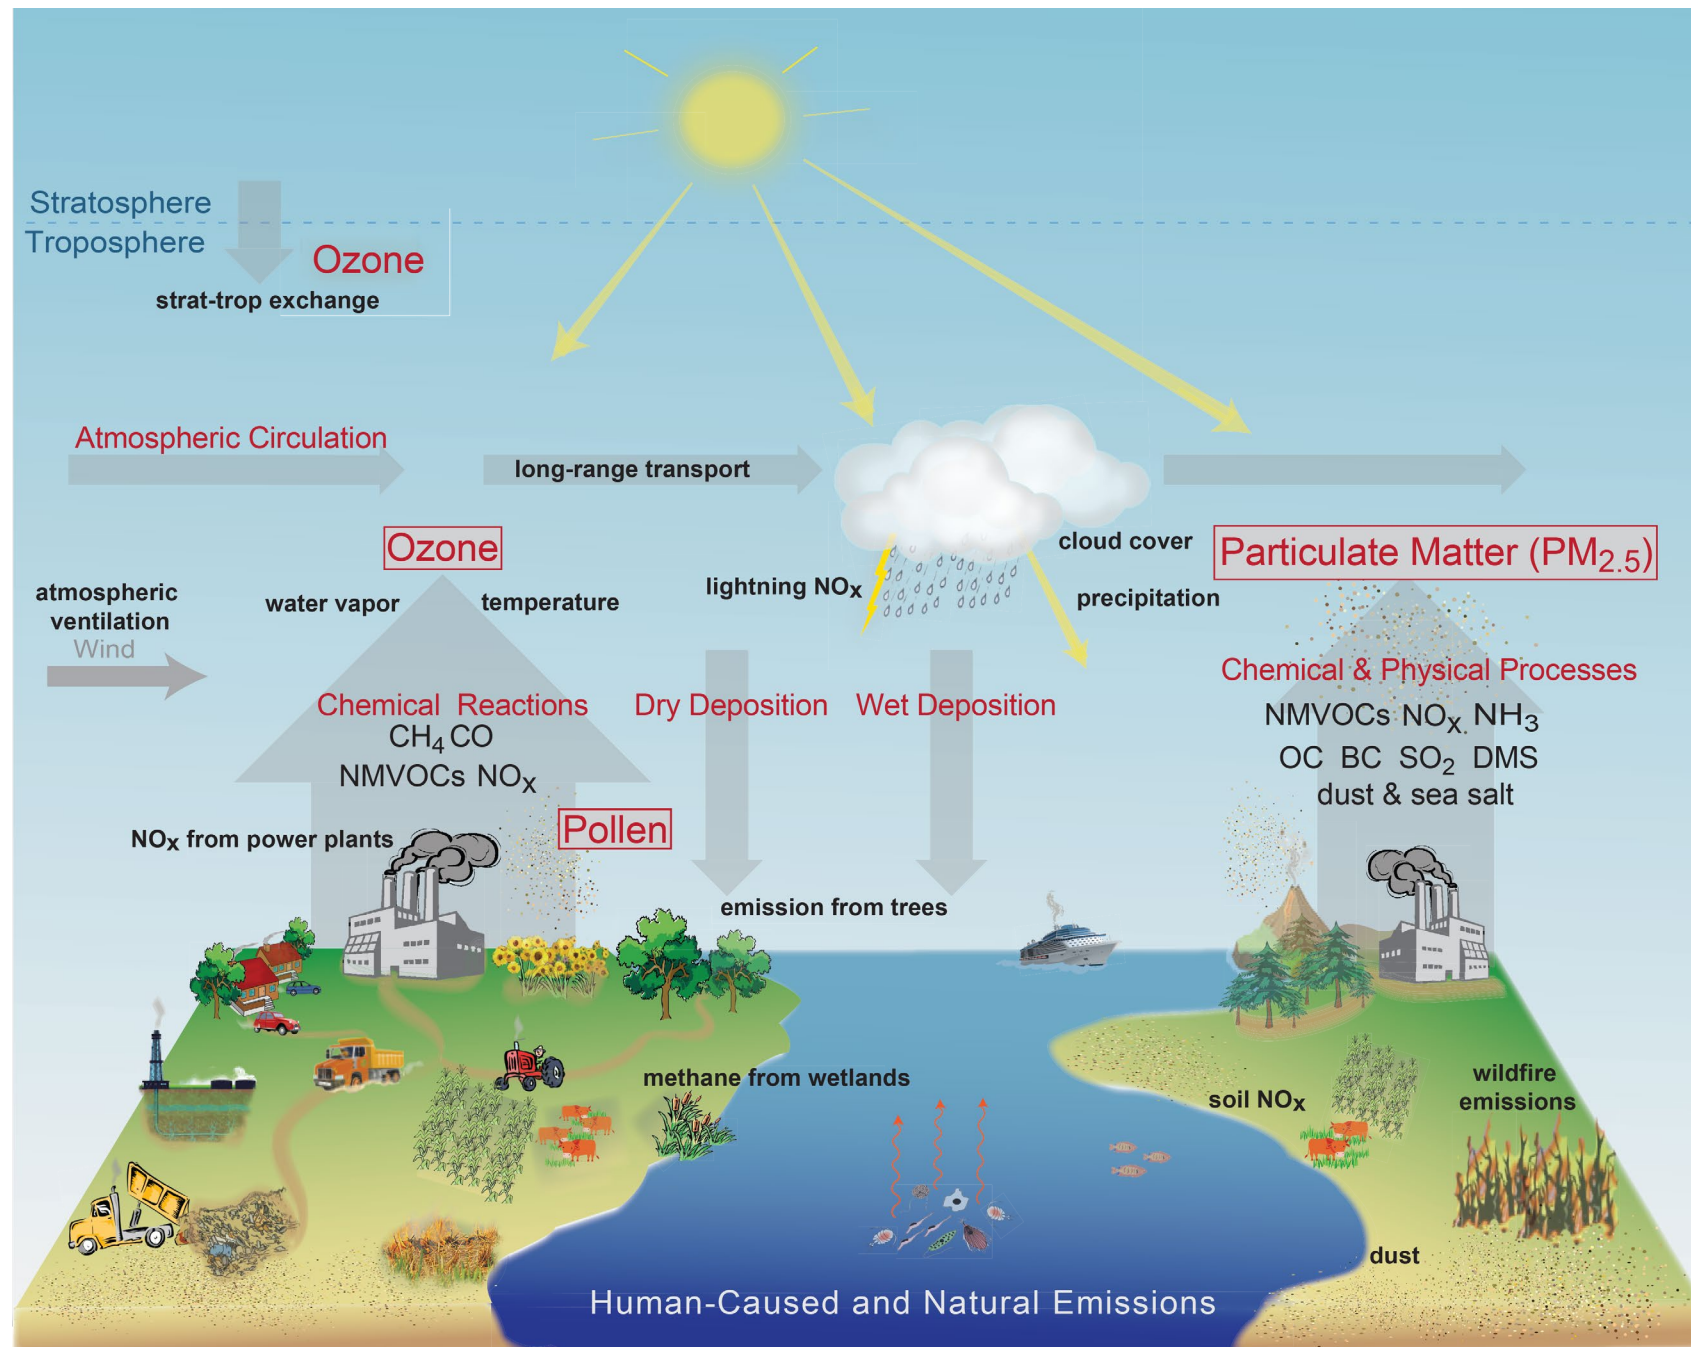 Stratosphere
Troposphere
Ozone
strat-trop exchange
Atmospheric Circulation
long-range transport
Ozone
cloud cover
Particulate Matter (PM2.5)
atmospheric
ventilation
Wind
water vapor
temperature
lightning NOx
precipitation
Chemical Reactions
CH4 CO
NMVOCs NOx
Dry Deposition
Wet Deposition
Chemical & Physical Processes
NMVOCs NOx. NH3
OC BC SO2 DMS
dust & sea salt
Pollen
NOx from power plants
emission from trees
methane from wetlands
soil NOx
wildfire
emissions
dust
Human-Caused and Natural Emissions